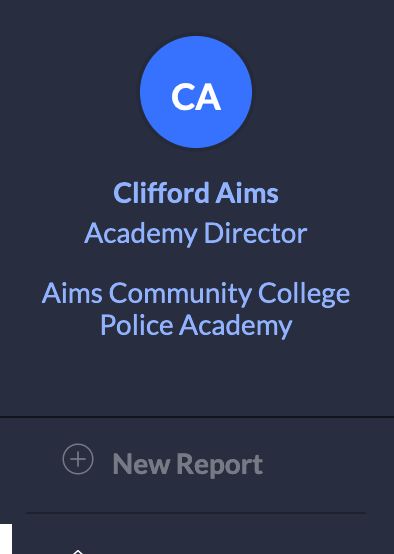 CA
Clifford Aims
Academy Director
Aims Community College
Police Academy
New Report